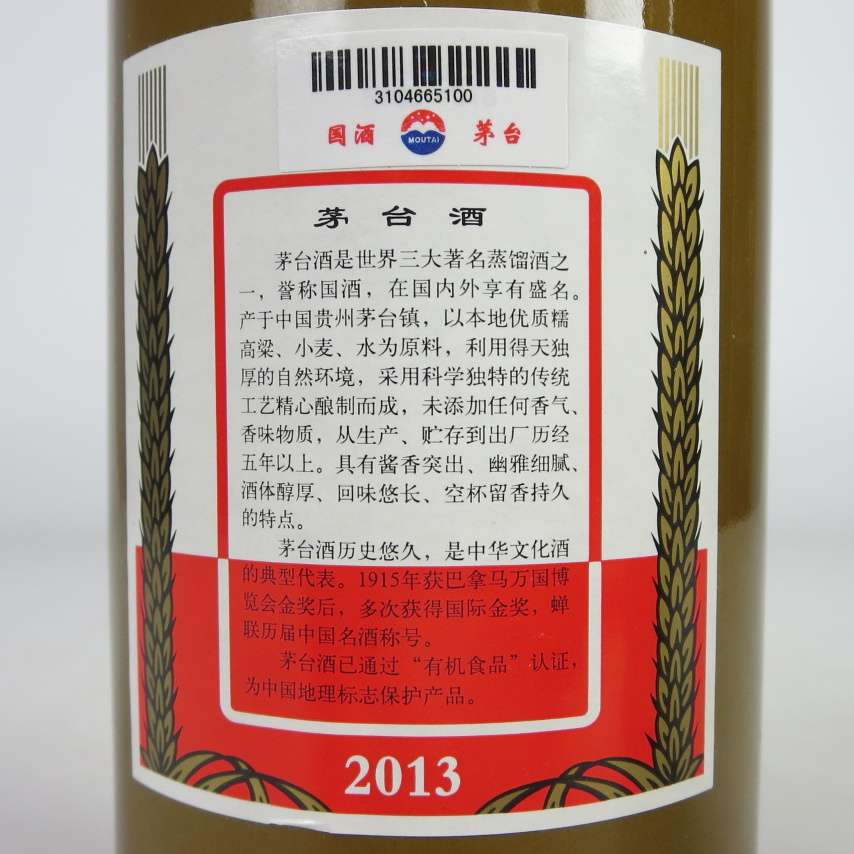 3104665100
国酒 MOUTAI 茅台
茅台酒
茅台酒是世界三大著名蒸馏酒之
一，誉称国酒，在国内外享有盛名。
产于中国贵州茅台镇，以本地优质糯
高粱、小麦、水为原料，利用得天独
厚的自然环境，采用科学独特的传统
工艺精心酿制而成，未添加任何香气、
香味物质，从生产、贮存到出厂历经
五年以上。具有酱香突出、幽雅细腻、
酒体醇厚、回味悠长、空杯留香持久
的特点。
茅台酒历史悠久，是中华文化酒
的典型代表。1915年获巴拿马万国博
览会金奖后，多次获得国际金奖，蝉
联历届中国名酒称号。
茅台酒已通过“有机食品”认证，
为中国地理标志保护产品。
2013